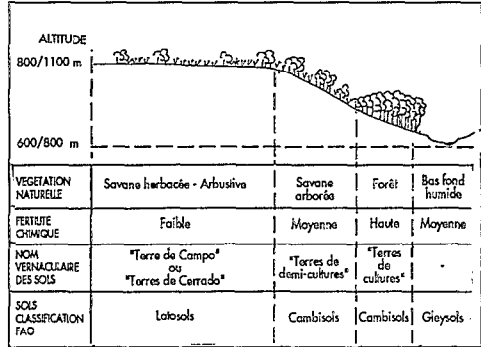 ALTITUDE
800/1100 m
600/800 m
VEGETATION NATURELLE
Savane herbacée - Arbustive
Savane arborée
Forêt
Bas fond humide
FERTILITE CHIMIQUE
Faible
Moyenne
Haute
Moyenne
NOM VERNACULAIRE DES SOLS
"Terre de Campo"
ou
"Terres de Cerrado"
"Terres de
demi-cultures"
"Terres
de
cultures"
-
SOLS
CLASSIFICATION
FAO
Latosols
Cambisols
Cambisols
Gleysols